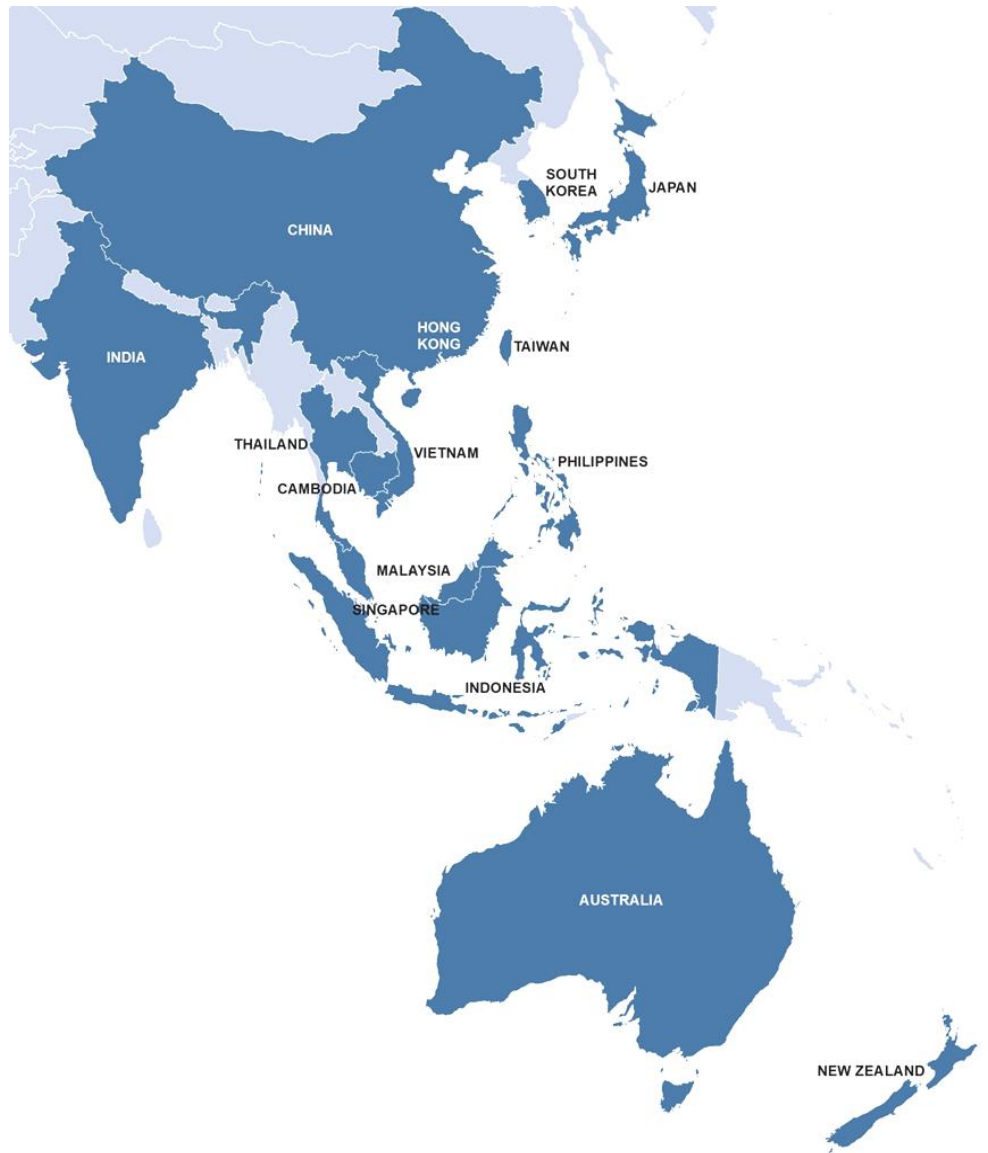 SOUTH
KOREA
JAPAN
CHINA
HONG
KONG
TAIWAN
INDIA
THAILAND
VIETNAM
PHILIPPINES
CAMBODIA
MALAYSIA
SINGAPORE
INDONESIA
AUSTRALIA
NEW ZEALAND